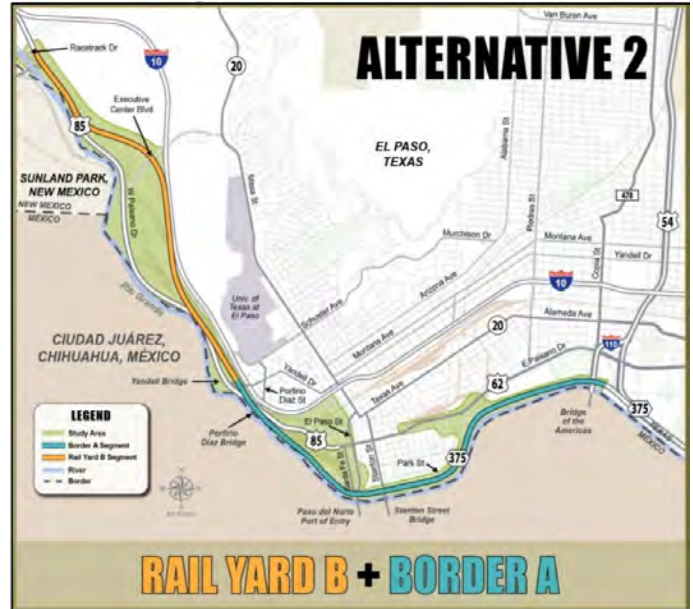 ALTERNATIVE 2
Van Buren Ave
Racetrack Dr
10
20
Executive
Center Blvd
85
EL PASO,
TEXAS
Alabama St
Piedras St
SUNLAND PARK,
NEW MEXICO
NEW MEXICO
MÉXICO
W Paisano Dr
Mesa St
478
54
Copia St
Murchison Dr
Montana Ave
Yandell Dr
Rio Grande
Univ of
Texas at
El Paso
Schuster Ave
Arizona Ave
10
Montana Ave
20
Alameda Ave
CIUDAD JUÁREZ,
CHIHUAHUA, MÉXICO
110
Yandell Dr
E Paisano Dr
Yandell Bridge
Porfirio
Diaz St
Texas Ave
62
LEGEND
Study Area
Border A Segment
Rail Yard B Segment
River
Border
El Paso St
85
Porfirio
Diaz Bridge
Santa Fe St
Stanton St
Park St
375
Bridge
of the
Americas
375
TEXAS
MÉXICO
Paso del Norte
Port of Entry
Stanton Street
Bridge
RAIL YARD B + BORDER A